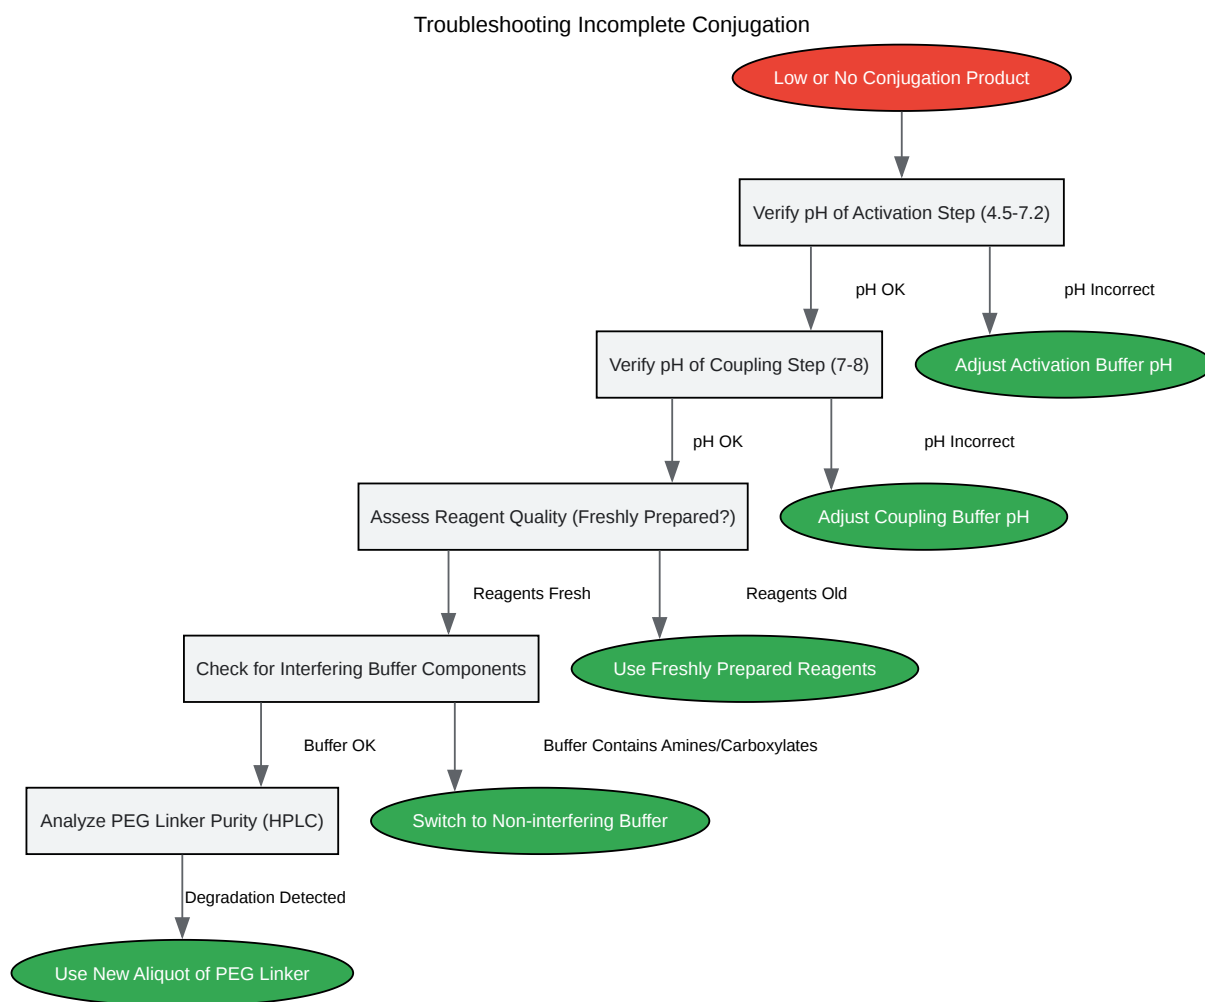 Troubleshooting Incomplete Conjugation
Low or No Conjugation Product
Verify pH of Activation Step (4.5-7.2)
pH OK
pH Incorrect
Verify pH of Coupling Step (7-8)
Adjust Activation Buffer pH
pH OK
pH Incorrect
Assess Reagent Quality (Freshly Prepared?)
Adjust Coupling Buffer pH
Reagents Fresh
Reagents Old
Check for Interfering Buffer Components
Use Freshly Prepared Reagents
Buffer OK
Buffer Contains Amines/Carboxylates
Analyze PEG Linker Purity (HPLC)
Switch to Non-interfering Buffer
Degradation Detected
Use New Aliquot of PEG Linker